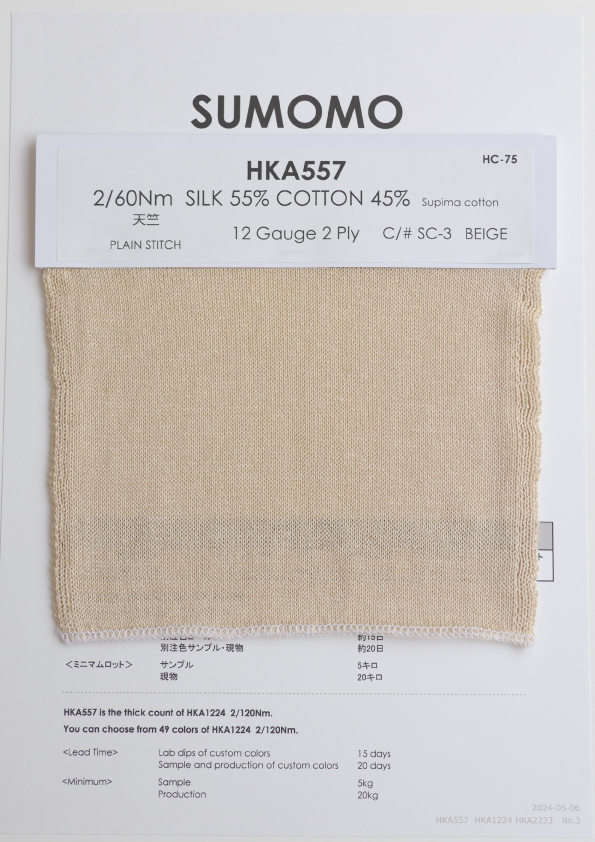 SUMOMO
HC-75
HKA557
2/60Nm SILK 55% COTTON 45% Supima cotton
天竺
PLAIN STITCH
12 Gauge 2 Ply C/# SC-3 BEIGE
約15日
別注色サンプル・現物 約20日
<ミニマムロット> サンプル 5キロ
現物 20キロ
HKA557 is the thick count of HKA1224 2/120Nm.
You can choose from 49 colors of HKA1224 2/120Nm.
<Lead Time> Lab dips of custom colors 15 days
Sample and production of custom colors 20 days
<Minimum> Sample 5kg
Production 20kg
2024-05-06
HKA557 HKA1224 HKA2223 No.3